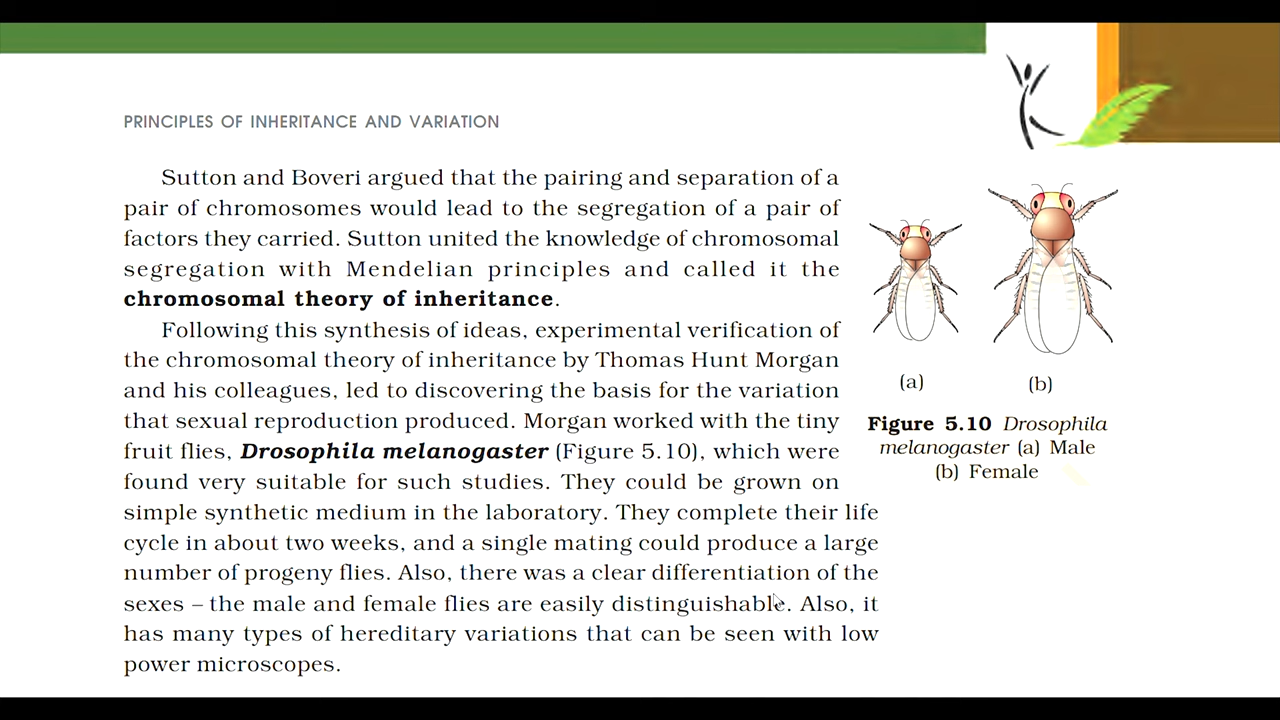 PRINCIPLES OF INHERITANCE AND VARIATION
Sutton and Boveri argued that the pairing and separation of a
pair of chromosomes would lead to the segregation of a pair of
factors they carried. Sutton united the knowledge of chromosomal
segregation with Mendelian principles and called it the
chromosomal theory of inheritance.
Following this synthesis of ideas, experimental verification of
the chromosomal theory of inheritance by Thomas Hunt Morgan
and his colleagues, led to discovering the basis for the variation
that sexual reproduction produced. Morgan worked with the tiny
fruit flies, Drosophila melanogaster (Figure 5.10), which were
found very suitable for such studies. They could be grown on
simple synthetic medium in the laboratory. They complete their life
cycle in about two weeks, and a single mating could produce a large
number of progeny flies. Also, there was a clear differentiation of the
sexes – the male and female flies are easily distinguishable. Also, it
has many types of hereditary variations that can be seen with low
power microscopes.
(a) (b)
Figure 5.10 Drosophila
melanogaster (a) Male
(b) Female